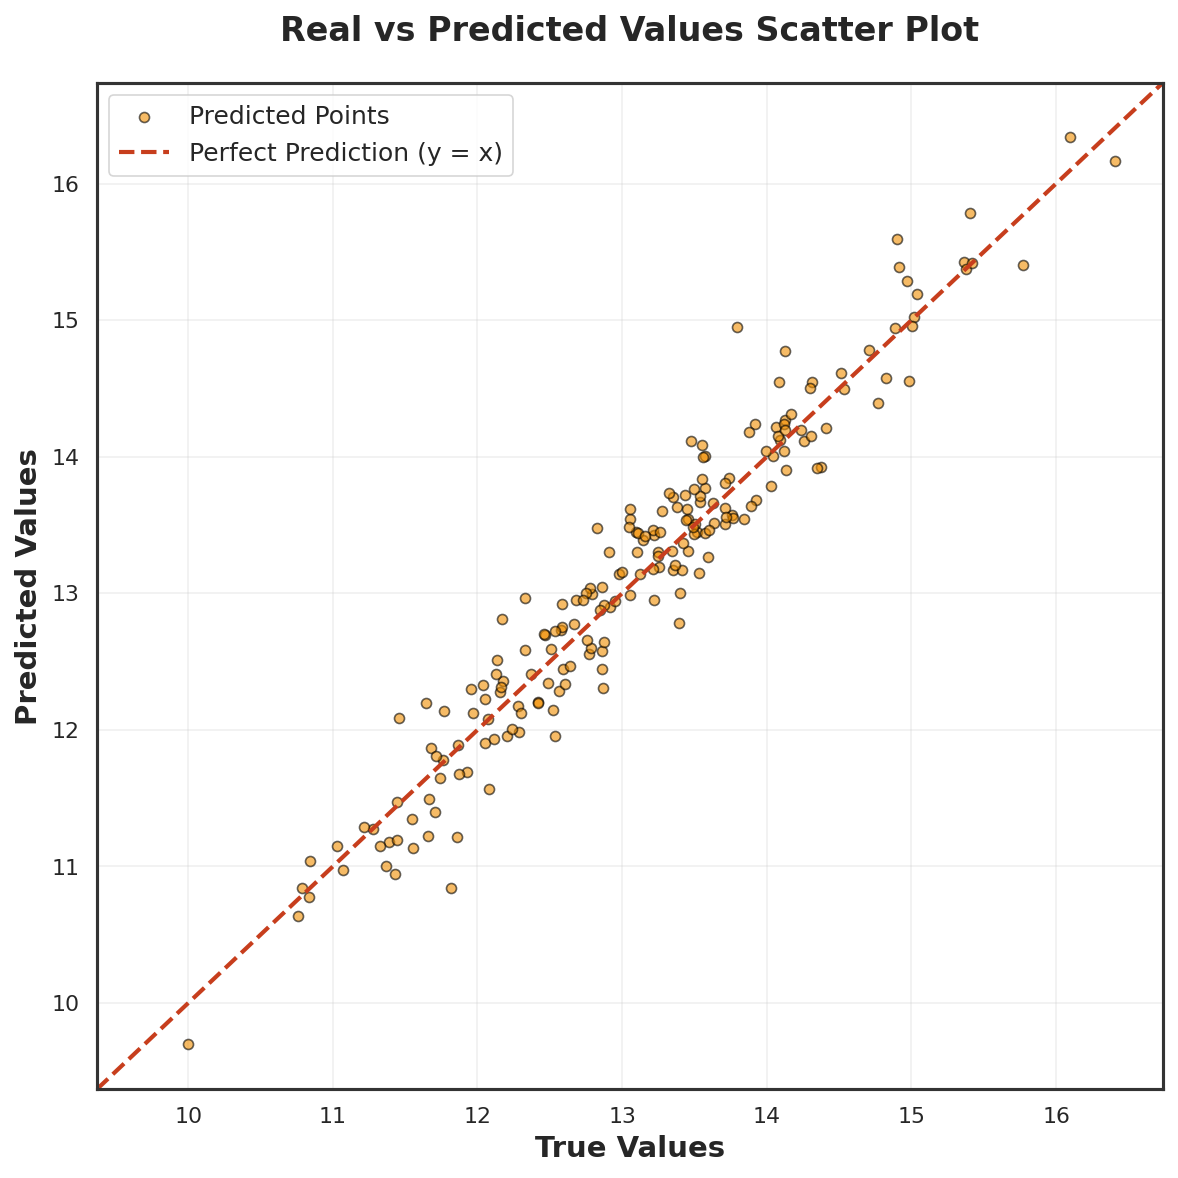 Real vs Predicted Values Scatter Plot
Predicted Points
Perfect Prediction (y = x)
Predicted Values
16
15
14
13
12
11
10
10 11 12 13 14 15 16
True Values